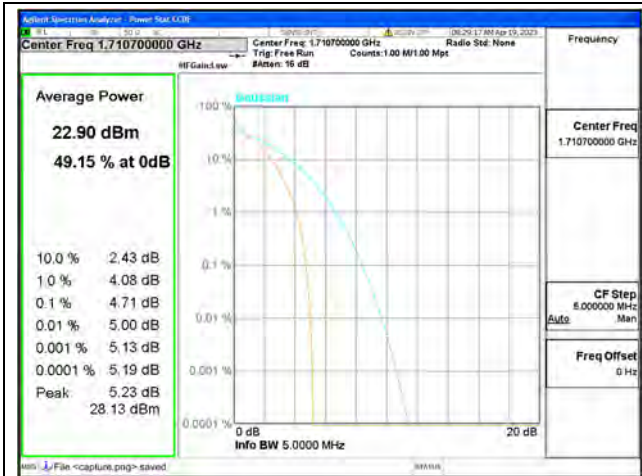 Agilent Spectrum Analyzer - Power Stat CCDF
Center Freq 1.710700000 GHz
Center Freq: 1.710700000 GHz
Trig: Free Run
Counts:1.00 M/1.00 Mpt
#IFGain:Low
#Atten: 16 dB
06:29:17 AM Apr 19, 2023
Radio Std: None
Frequency
Average Power
22.90 dBm
49.15 % at 0dB
10.0 % 2.43 dB
1.0 % 4.08 dB
0.1 % 4.71 dB
0.01 % 5.00 dB
0.001 % 5.13 dB
0.0001 % 5.19 dB
Peak 5.23 dB
28.13 dBm
Gaussian
100 %
10 %
1 %
0.1 %
0.01 %
0.001 %
0.0001 %
0 dB
20 dB
Info BW 5.0000 MHz
Center Freq
1.710700000 GHz
CF Step
5.000000 MHz
Auto Man
Freq Offset
0 Hz
MSG File <capture.png> saved
STATUS